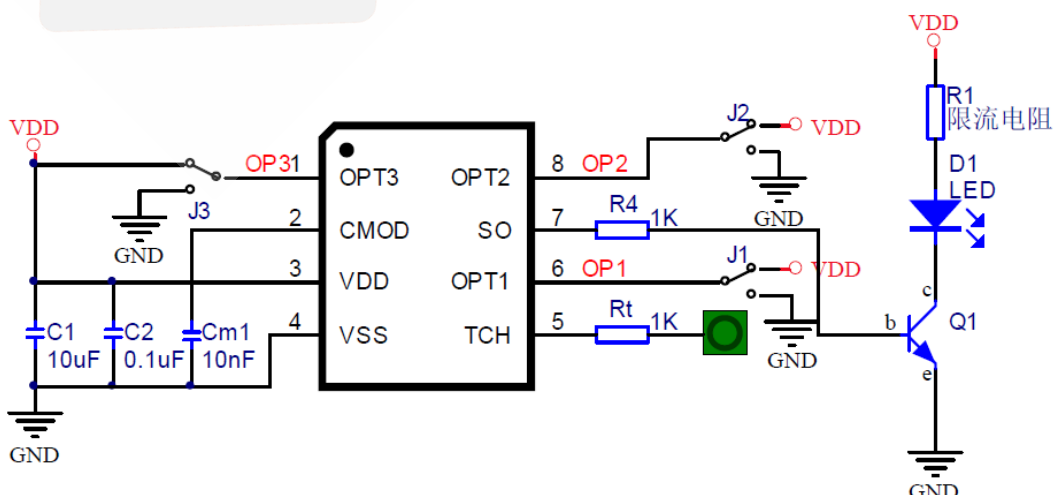 VDD
R1
限流电阻
D1
LED
c
b
Q1
e
GND
VDD
OP3
1
J3
GND
2
3
4
C1
10uF
C2
0.1uF
Cm1
10nF
GND
OPT3
OPT2
CMOD
SO
VDD
OPT1
VSS
TCH
8
OP2
J2
VDD
GND
7
R4
1K
6
OP1
J1
VDD
GND
5
Rt
1K